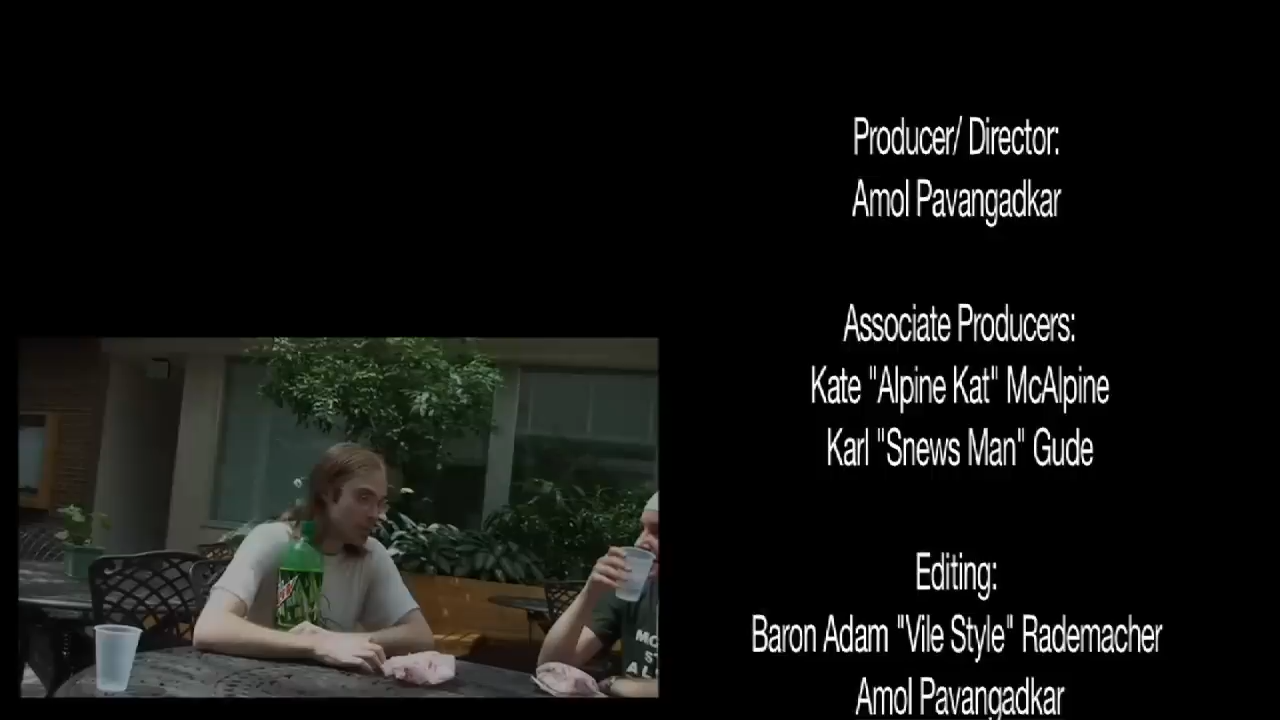 Producer/ Director:
Amol Pavangadkar
Associate Producers:
Kate "Alpine Kat" McAlpine
Karl "Snews Man" Gude
Editing:
Baron Adam "Vile Style" Rademacher
Amol Pavangadkar